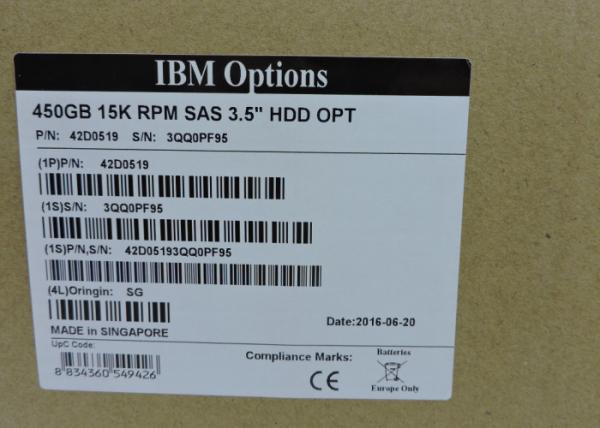 IBM Options
450GB 15K RPM SAS 3.5" HDD OPT
P/N: 42D0519 S/N: 3QQ0PF95
(1P)P/N: 42D0519
(1S)S/N: 3QQ0PF95
(1S)P/N,S/N: 42D05193QQ0PF95
(4L)Oringin: SG
MADE in SINGAPORE
Date:2016-06-20
UpC Code:
8 834360 549426
Compliance Marks:
CE
Batteries
Europe Only